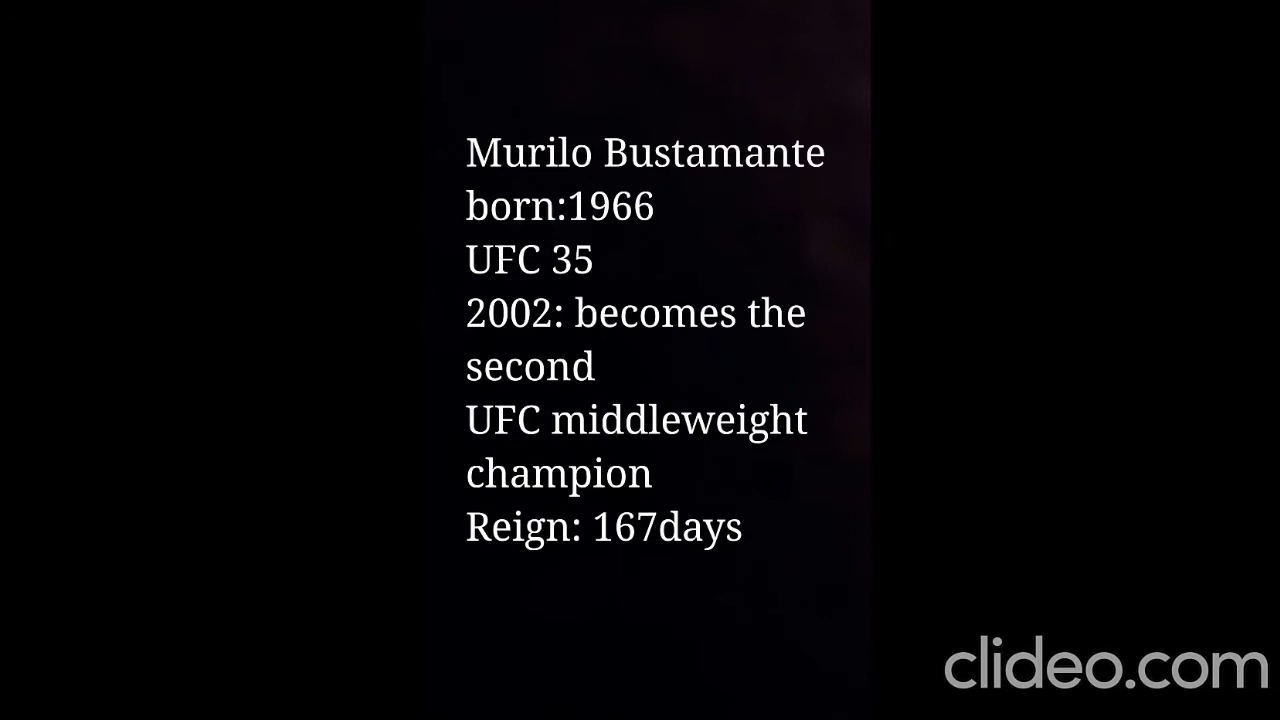 Murilo Bustamante
born:1966
UFC 35
2002: becomes the
second
UFC middleweight
champion
Reign: 167days
clideo.com